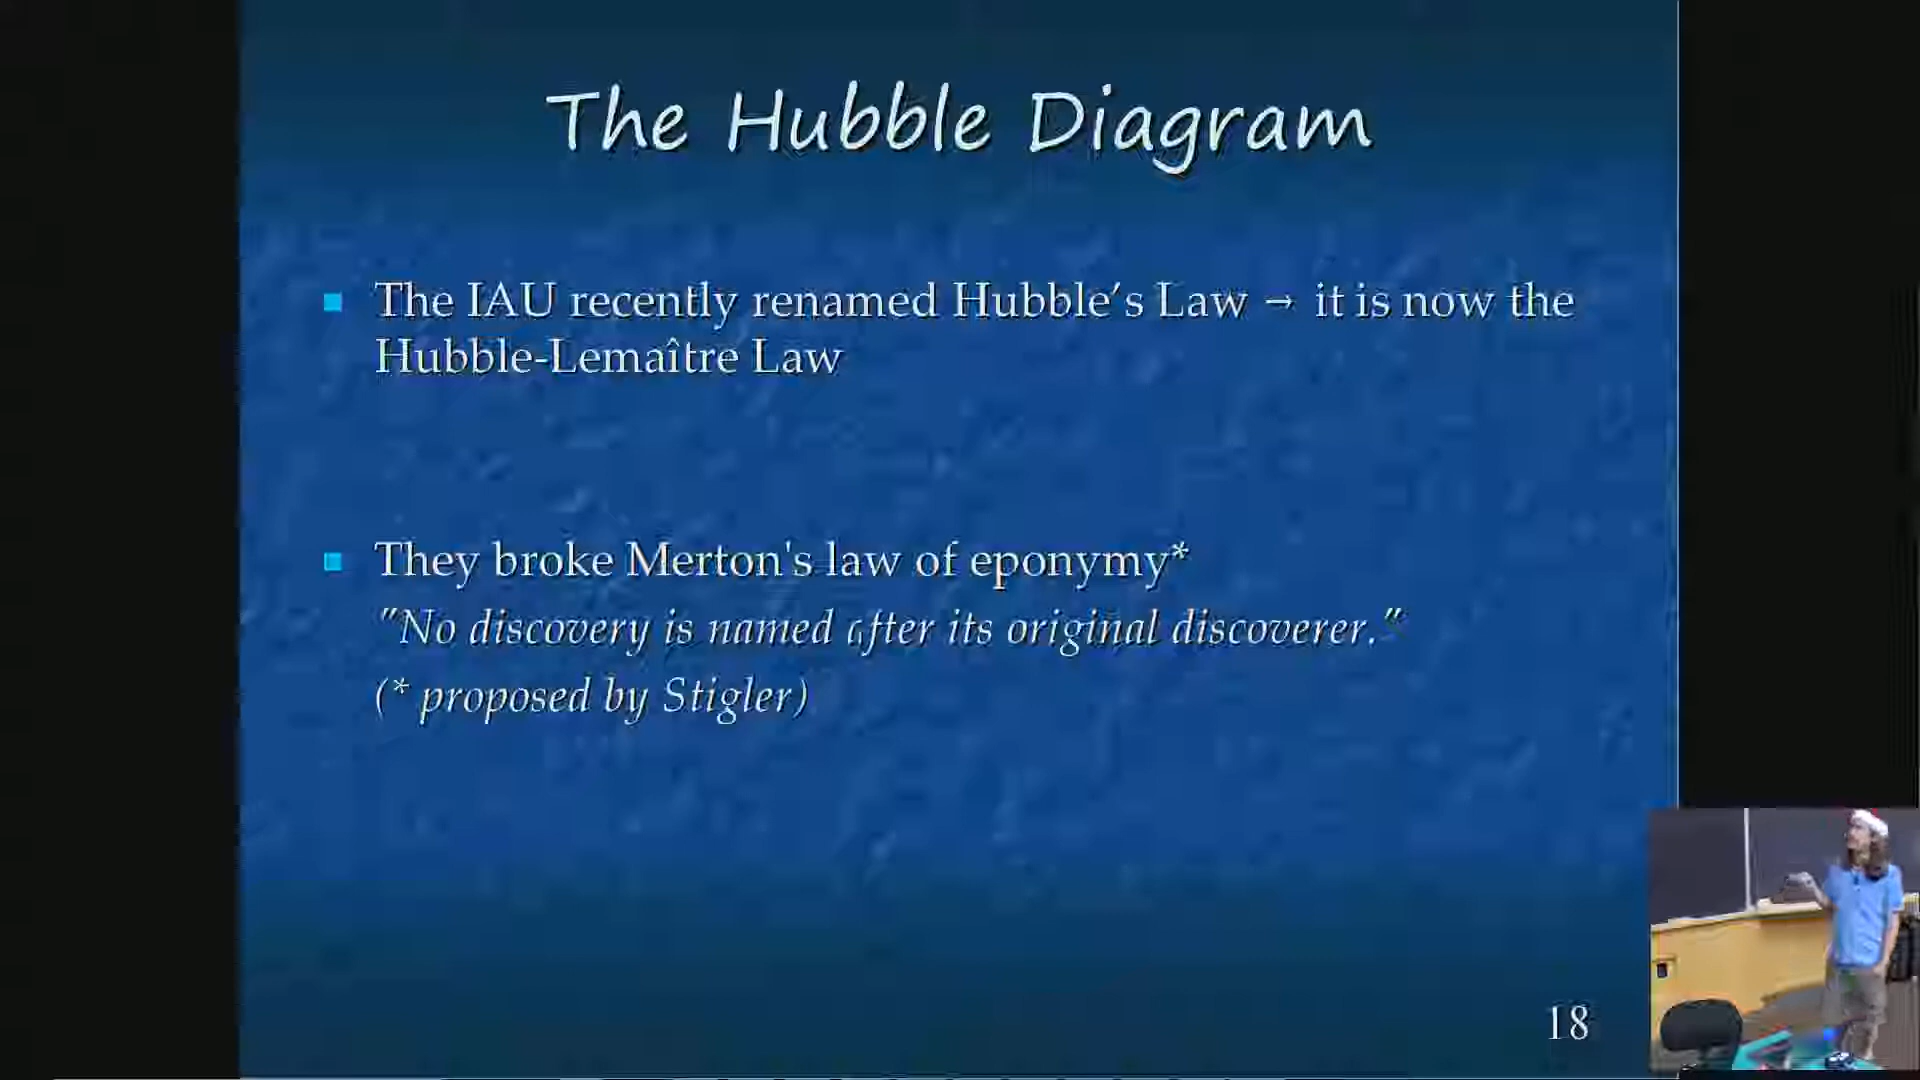 The Hubble Diagram
The IAU recently renamed Hubble’s Law → it is now the
Hubble-Lemaître Law
They broke Merton's law of eponymy*
"No discovery is named after its original discoverer."
(* proposed by Stigler)
18